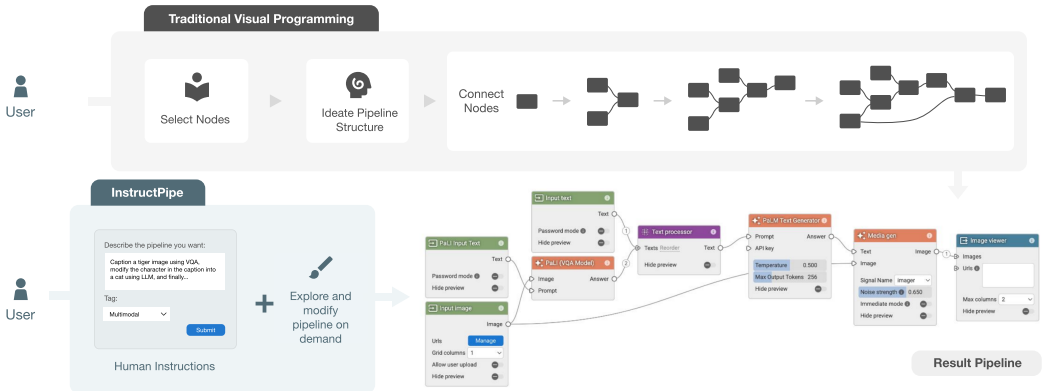 Traditional Visual Programming
User
Select Nodes
Ideate Pipeline
Structure
Connect
Nodes
InstructPipe
User
Describe the pipeline you want:
Caption a tiger image using VQA,
modify the character in the caption into
a cat using LLM, and finally...
Tag:
Multimodal
Submit
Human Instructions
+
Explore and
modify
pipeline on
demand
PaLI Input Text
Text
Password mode
Hide preview
Input image
Image
Urls
Manage
Grid columns 1
Allow user upload
Hide preview
Input text
Text
Password mode
Hide preview
PaLI (VQA Model)
Image
Answer
Prompt
1
2
Text processor
Texts Reorder
Text
Hide preview
PaLM Text Generator
Prompt
Answer
API key
Temperature 0.500
Max Output Tokens 256
Hide preview
Media gen
Text
Image
Image
Signal Name Imager
Noise strength 0.650
Immediate mode
Hide preview
1
Image viewer
Images
Urls
Max columns 2
Hide preview
Result Pipeline